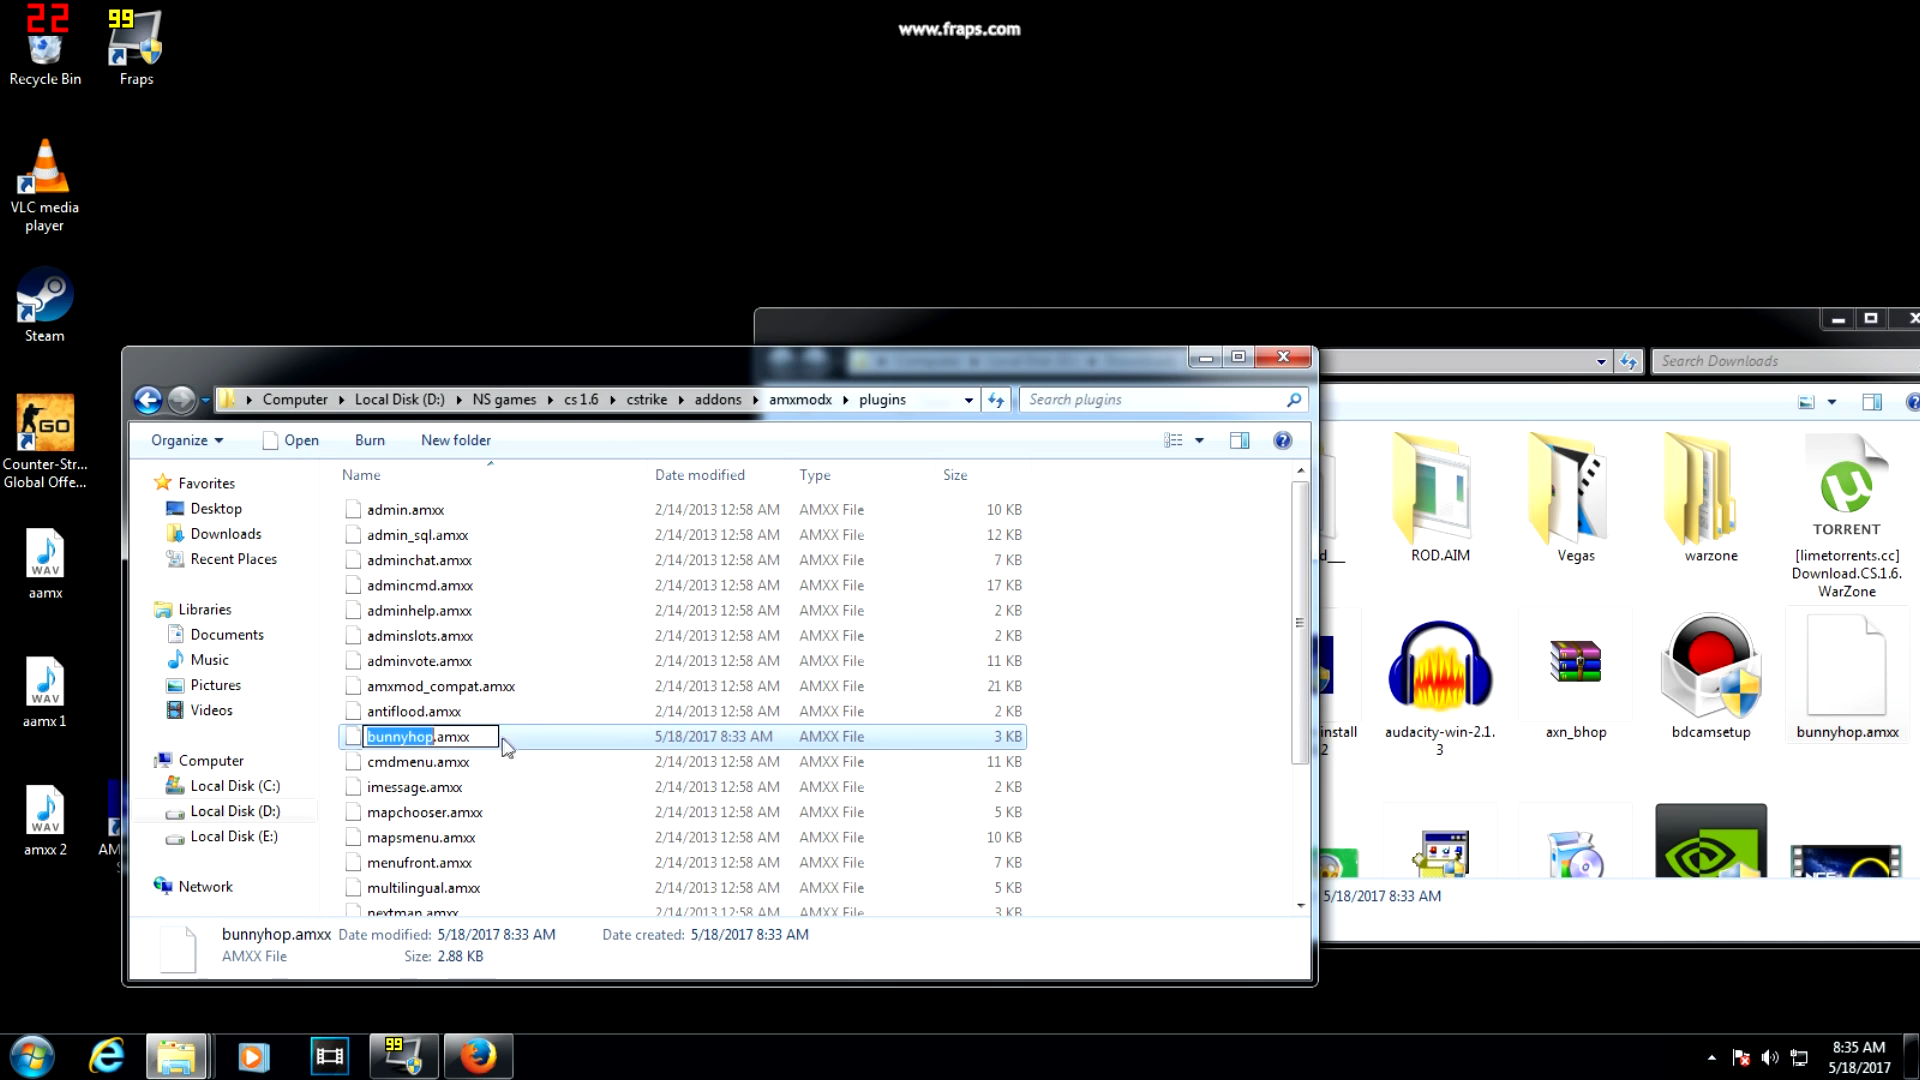 22
99
www.fraps.com
Recycle Bin
Fraps
VLC media
player
Steam
GO
Counter-Str...
Global Offe...
WAV
aamx
WAV
aamx 1
WAV
amxx 2
AM
Search Downloads
Computer
Local Disk (D:)
NS games
cs 1.6
cstrike
addons
amxmodx
plugins
Search plugins
Organize
Open
Burn
New folder
Favorites
Desktop
Downloads
Recent Places
Libraries
Documents
Music
Pictures
Videos
Computer
Local Disk (C:)
Local Disk (D:)
Local Disk (E:)
Network
Name Date modified Type Size
admin.amxx 2/14/2013 12:58 AM AMXX File 10 KB
admin_sql.amxx 2/14/2013 12:58 AM AMXX File 12 KB
adminchat.amxx 2/14/2013 12:58 AM AMXX File 7 KB
admincmd.amxx 2/14/2013 12:58 AM AMXX File 17 KB
adminhelp.amxx 2/14/2013 12:58 AM AMXX File 2 KB
adminslots.amxx 2/14/2013 12:58 AM AMXX File 2 KB
adminvote.amxx 2/14/2013 12:58 AM AMXX File 11 KB
amxmod_compat.amxx 2/14/2013 12:58 AM AMXX File 21 KB
antiflood.amxx 2/14/2013 12:58 AM AMXX File 2 KB
bunnyhop.amxx 5/18/2017 8:33 AM AMXX File 3 KB
cmdmenu.amxx 2/14/2013 12:58 AM AMXX File 11 KB
imessage.amxx 2/14/2013 12:58 AM AMXX File 2 KB
mapchooser.amxx 2/14/2013 12:58 AM AMXX File 5 KB
mapsmenu.amxx 2/14/2013 12:58 AM AMXX File 10 KB
menufront.amxx 2/14/2013 12:58 AM AMXX File 7 KB
multilingual.amxx 2/14/2013 12:58 AM AMXX File 5 KB
nextmap.amxx 2/14/2013 12:58 AM AMXX File 3 KB
bunnyhop.amxx Date modified: 5/18/2017 8:33 AM Date created: 5/18/2017 8:33 AM
AMXX File Size: 2.88 KB
ROD.AIM
Vegas
warzone
TORRENT
[limetorrents.cc]
Download.CS.1.6.
WarZone
install
2
audacity-win-2.1.
3
axn_bhop
bdcamsetup
bunnyhop.amxx
5/18/2017 8:33 AM
99
8:35 AM
5/18/2017